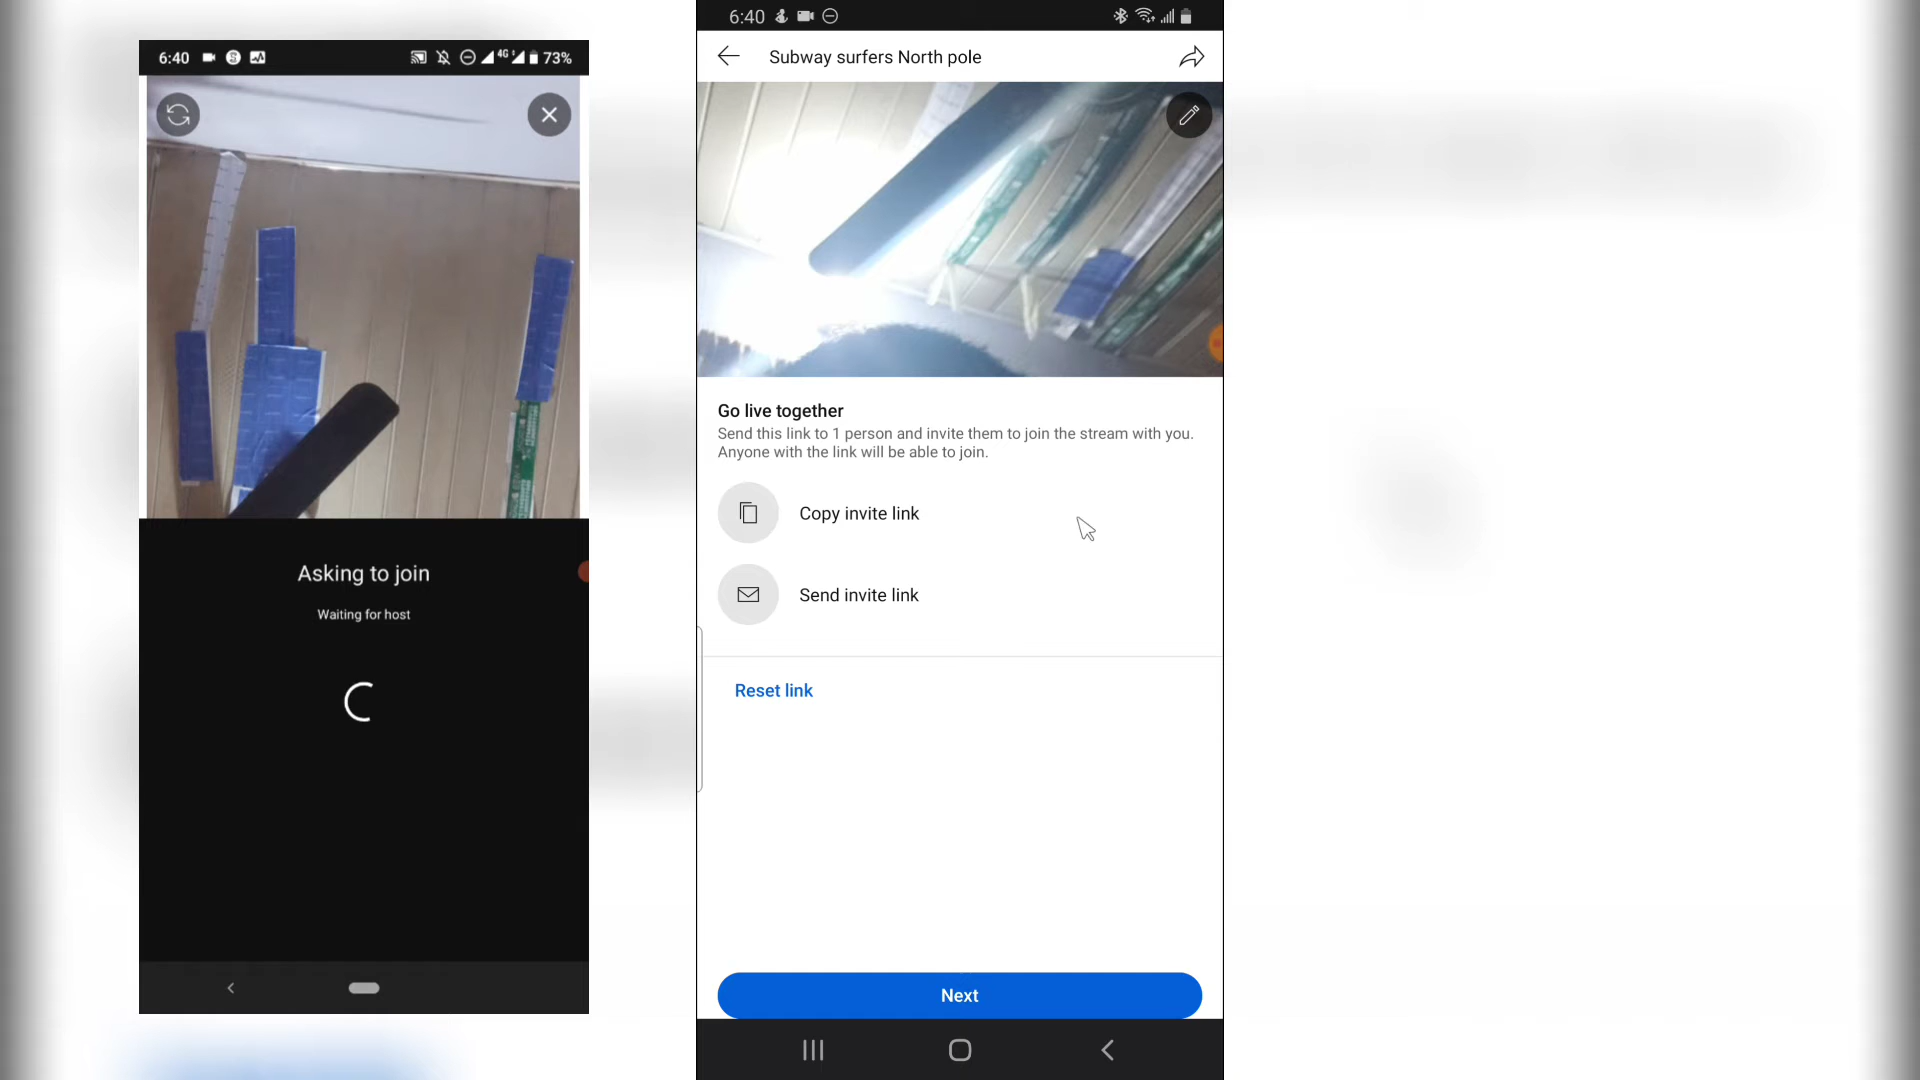 6:40
4G
73%
Asking to join
Waiting for host
6:40
Subway surfers North pole
Go live together
Send this link to 1 person and invite them to join the stream with you.
Anyone with the link will be able to join.
Copy invite link
Send invite link
Reset link
Next